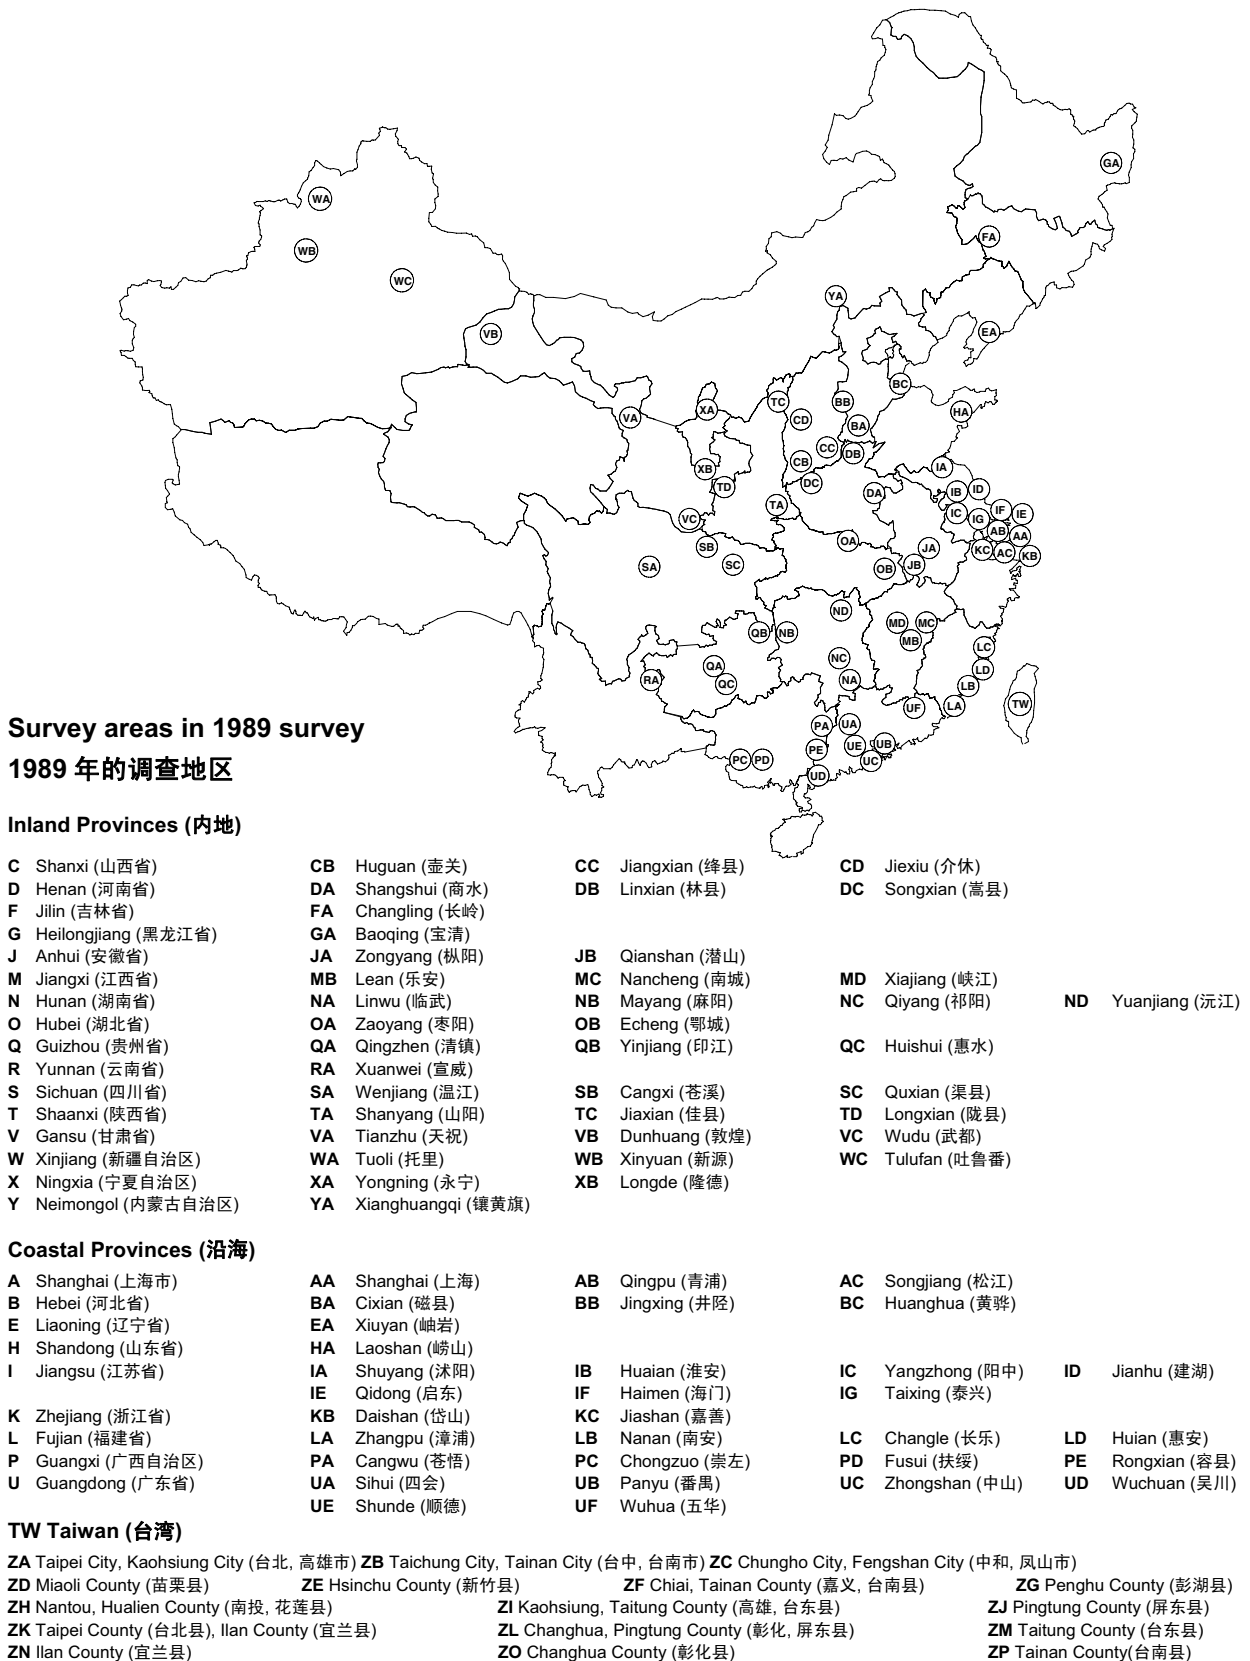 GA
WA
FA
WB
WC
YA
VB
EA
BC
XA
TC
BB
HA
VA
CD
BA
CC
DB
CB
IA
XB
TD
DC
DA
IB
ID
TA
IC
IG
IF
IE
VC
AB
AA
OA
SB
JA
KC
AC
KB
SA
SC
OB
JB
ND
MD
MC
QB
NB
MB
LC
NC
QA
LD
RA
QC
NA
LB
UF
LA
TW
PA
UA
PE
UE
UB
PC
PD
UC
UD
Survey areas in 1989 survey
1989 年的调查地区
Inland Provinces (内地)
C Shanxi (山西省) CB Huguan (壶关) CC Jiangxian (绛县) CD Jiexiu (介休)
D Henan (河南省) DA Shangshui (商水) DB Linxian (林县) DC Songxian (嵩县)
F Jilin (吉林省) FA Changling (长岭)
G Heilongjiang (黑龙江省) GA Baoqing (宝清)
J Anhui (安徽省) JA Zongyang (枞阳) JB Qianshan (潜山)
M Jiangxi (江西省) MB Lean (乐安) MC Nancheng (南城) MD Xiajiang (峡江)
N Hunan (湖南省) NA Linwu (临武) NB Mayang (麻阳) NC Qiyang (祁阳) ND Yuanjiang (沅江)
O Hubei (湖北省) OA Zaoyang (枣阳) OB Echeng (鄂城)
Q Guizhou (贵州省) QA Qingzhen (清镇) QB Yinjiang (印江) QC Huishui (惠水)
R Yunnan (云南省) RA Xuanwei (宣威)
S Sichuan (四川省) SA Wenjiang (温江) SB Cangxi (苍溪) SC Quxian (渠县)
T Shaanxi (陕西省) TA Shanyang (山阳) TC Jiaxian (佳县) TD Longxian (陇县)
V Gansu (甘肃省) VA Tianzhu (天祝) VB Dunhuang (敦煌) VC Wudu (武都)
W Xinjiang (新疆自治区) WA Tuoli (托里) WB Xinyuan (新源) WC Tulufan (吐鲁番)
X Ningxia (宁夏自治区) XA Yongning (永宁) XB Longde (隆德)
Y Neimongol (内蒙古自治区) YA Xianghuangqi (镶黄旗)
Coastal Provinces (沿海)
A Shanghai (上海市) AA Shanghai (上海) AB Qingpu (青浦) AC Songjiang (松江)
B Hebei (河北省) BA Cixian (磁县) BB Jingxing (井陉) BC Huanghua (黄骅)
E Liaoning (辽宁省) EA Xiuyan (岫岩)
H Shandong (山东省) HA Laoshan (崂山)
I Jiangsu (江苏省) IA Shuyang (沭阳) IB Huaian (淮安) IC Yangzhong (阳中) ID Jianhu (建湖)
IE Qidong (启东) IF Haimen (海门) IG Taixing (泰兴)
K Zhejiang (浙江省) KB Daishan (岱山) KC Jiashan (嘉善)
L Fujian (福建省) LA Zhangpu (漳浦) LB Nanan (南安) LC Changle (长乐) LD Huian (惠安)
P Guangxi (广西自治区) PA Cangwu (苍悟) PC Chongzuo (崇左) PD Fusui (扶绥) PE Rongxian (容县)
U Guangdong (广东省) UA Sihui (四会) UB Panyu (番禺) UC Zhongshan (中山) UD Wuchuan (吴川)
UE Shunde (顺德) UF Wuhua (五华)
TW Taiwan (台湾)
ZA Taipei City, Kaohsiung City (台北, 高雄市) ZB Taichung City, Tainan City (台中, 台南市) ZC Chungho City, Fengshan City (中和, 凤山市)
ZD Miaoli County (苗栗县) ZE Hsinchu County (新竹县) ZF Chiai, Tainan County (嘉义, 台南县) ZG Penghu County (彭湖县)
ZH Nantou, Hualien County (南投, 花莲县) ZI Kaohsiung, Taitung County (高雄, 台东县) ZJ Pingtung County (屏东县)
ZK Taipei County (台北县), Ilan County (宜兰县) ZL Changhua, Pingtung County (彰化, 屏东县) ZM Taitung County (台东县)
ZN Ilan County (宜兰县) ZO Changhua County (彰化县) ZP Tainan County(台南县)